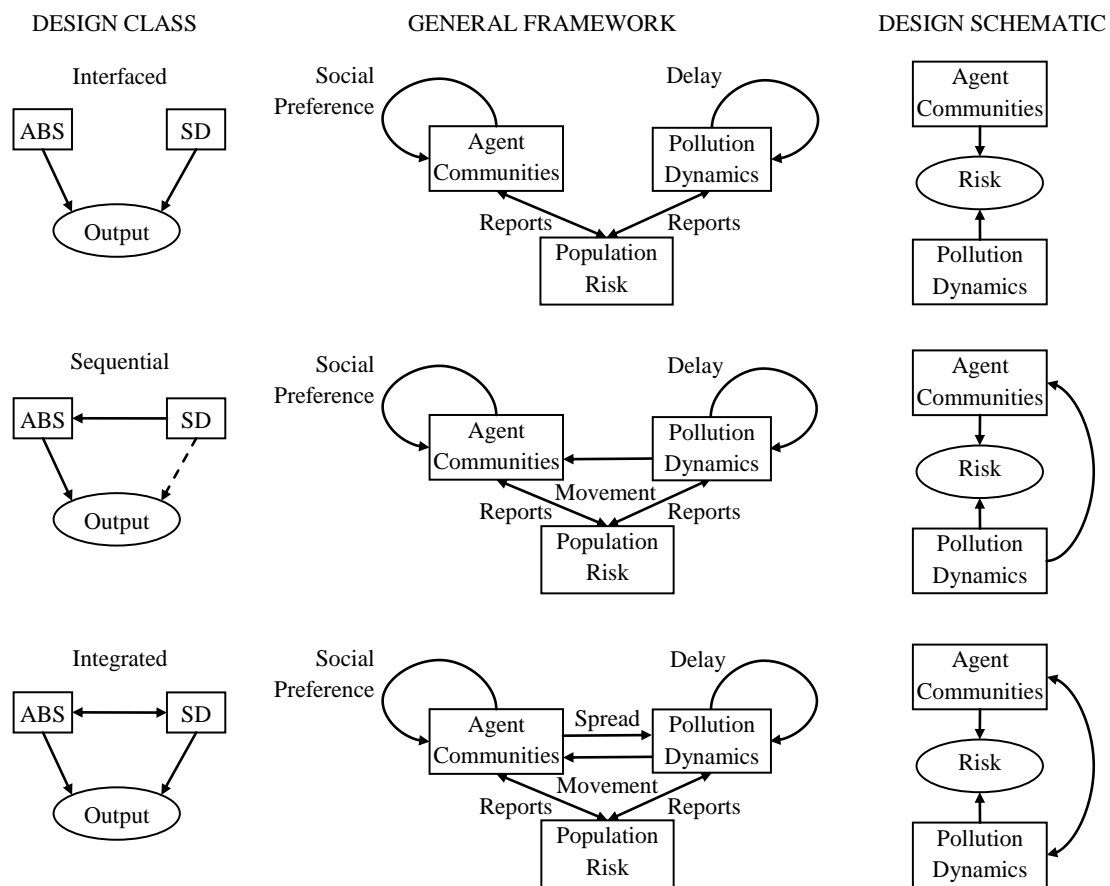 DESIGN CLASS
GENERAL FRAMEWORK
DESIGN SCHEMATIC
Interfaced
ABS
SD
Output
Social
Preference
Delay
Agent
Communities
Pollution
Dynamics
Reports
Reports
Population
Risk
Agent
Communities
Risk
Pollution
Dynamics
Sequential
ABS
SD
Output
Social
Preference
Delay
Agent
Communities
Pollution
Dynamics
Movement
Reports
Reports
Population
Risk
Agent
Communities
Risk
Pollution
Dynamics
Integrated
ABS
SD
Output
Social
Preference
Delay
Agent
Communities
Spread
Pollution
Dynamics
Movement
Reports
Reports
Population
Risk
Agent
Communities
Risk
Pollution
Dynamics